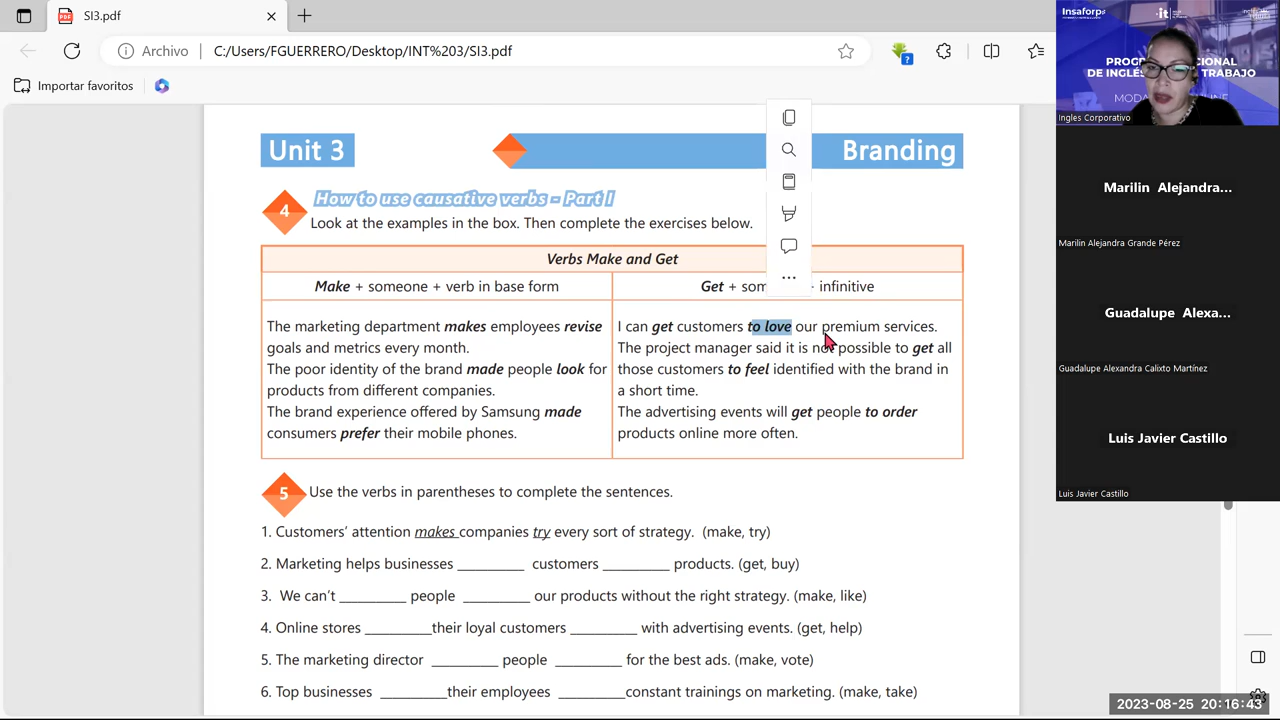 SI3.pdf
Archivo C:/Users/FGUERRERO/Desktop/INT%203/SI3.pdf
Importar favoritos
Unit 3
Branding
4
How to use causative verbs - Part I
Look at the examples in the box. Then complete the exercises below.
Verbs Make and Get
Make + someone + verb in base form
Get + infinitive
The marketing department makes employees revise
goals and metrics every month.
The poor identity of the brand made people look for
products from different companies.
The brand experience offered by Samsung made
consumers prefer their mobile phones.
I can get customers to love our premium services.
The project manager said it is not possible to get all
those customers to feel identified with the brand in
a short time.
The advertising events will get people to order
products online more often.
5
Use the verbs in parentheses to complete the sentences.
1. Customers' attention makes companies try every sort of strategy. (make, try)
2. Marketing helps businesses _________ customers _________ products. (get, buy)
3. We can't _________ people _________ our products without the right strategy. (make, like)
4. Online stores _________their loyal customers _________ with advertising events. (get, help)
5. The marketing director _________ people _________ for the best ads. (make, vote)
6. Top businesses _________their employees _________constant trainings on marketing. (make, take)
Insaforp
it
DE INGLÉS TRABAJO
Ingles Corporativo
Marilin Alejandra...
Marilin Alejandra Grande Pérez
Guadalupe Alexa...
Guadalupe Alexandra Calixto Martínez
Luis Javier Castillo
Luis Javier Castillo
2023-08-25 20:16:43